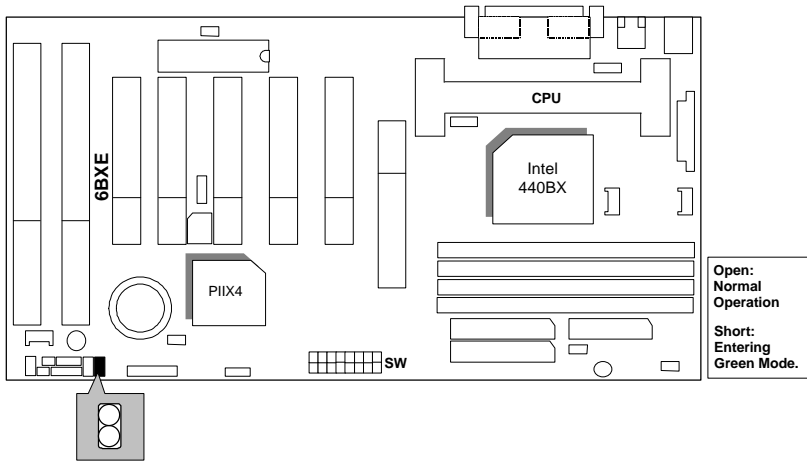 CPU
6BXE
Intel
440BX
PIIX4
Open:
Normal
Operation
Short:
Entering
Green Mode.
SW